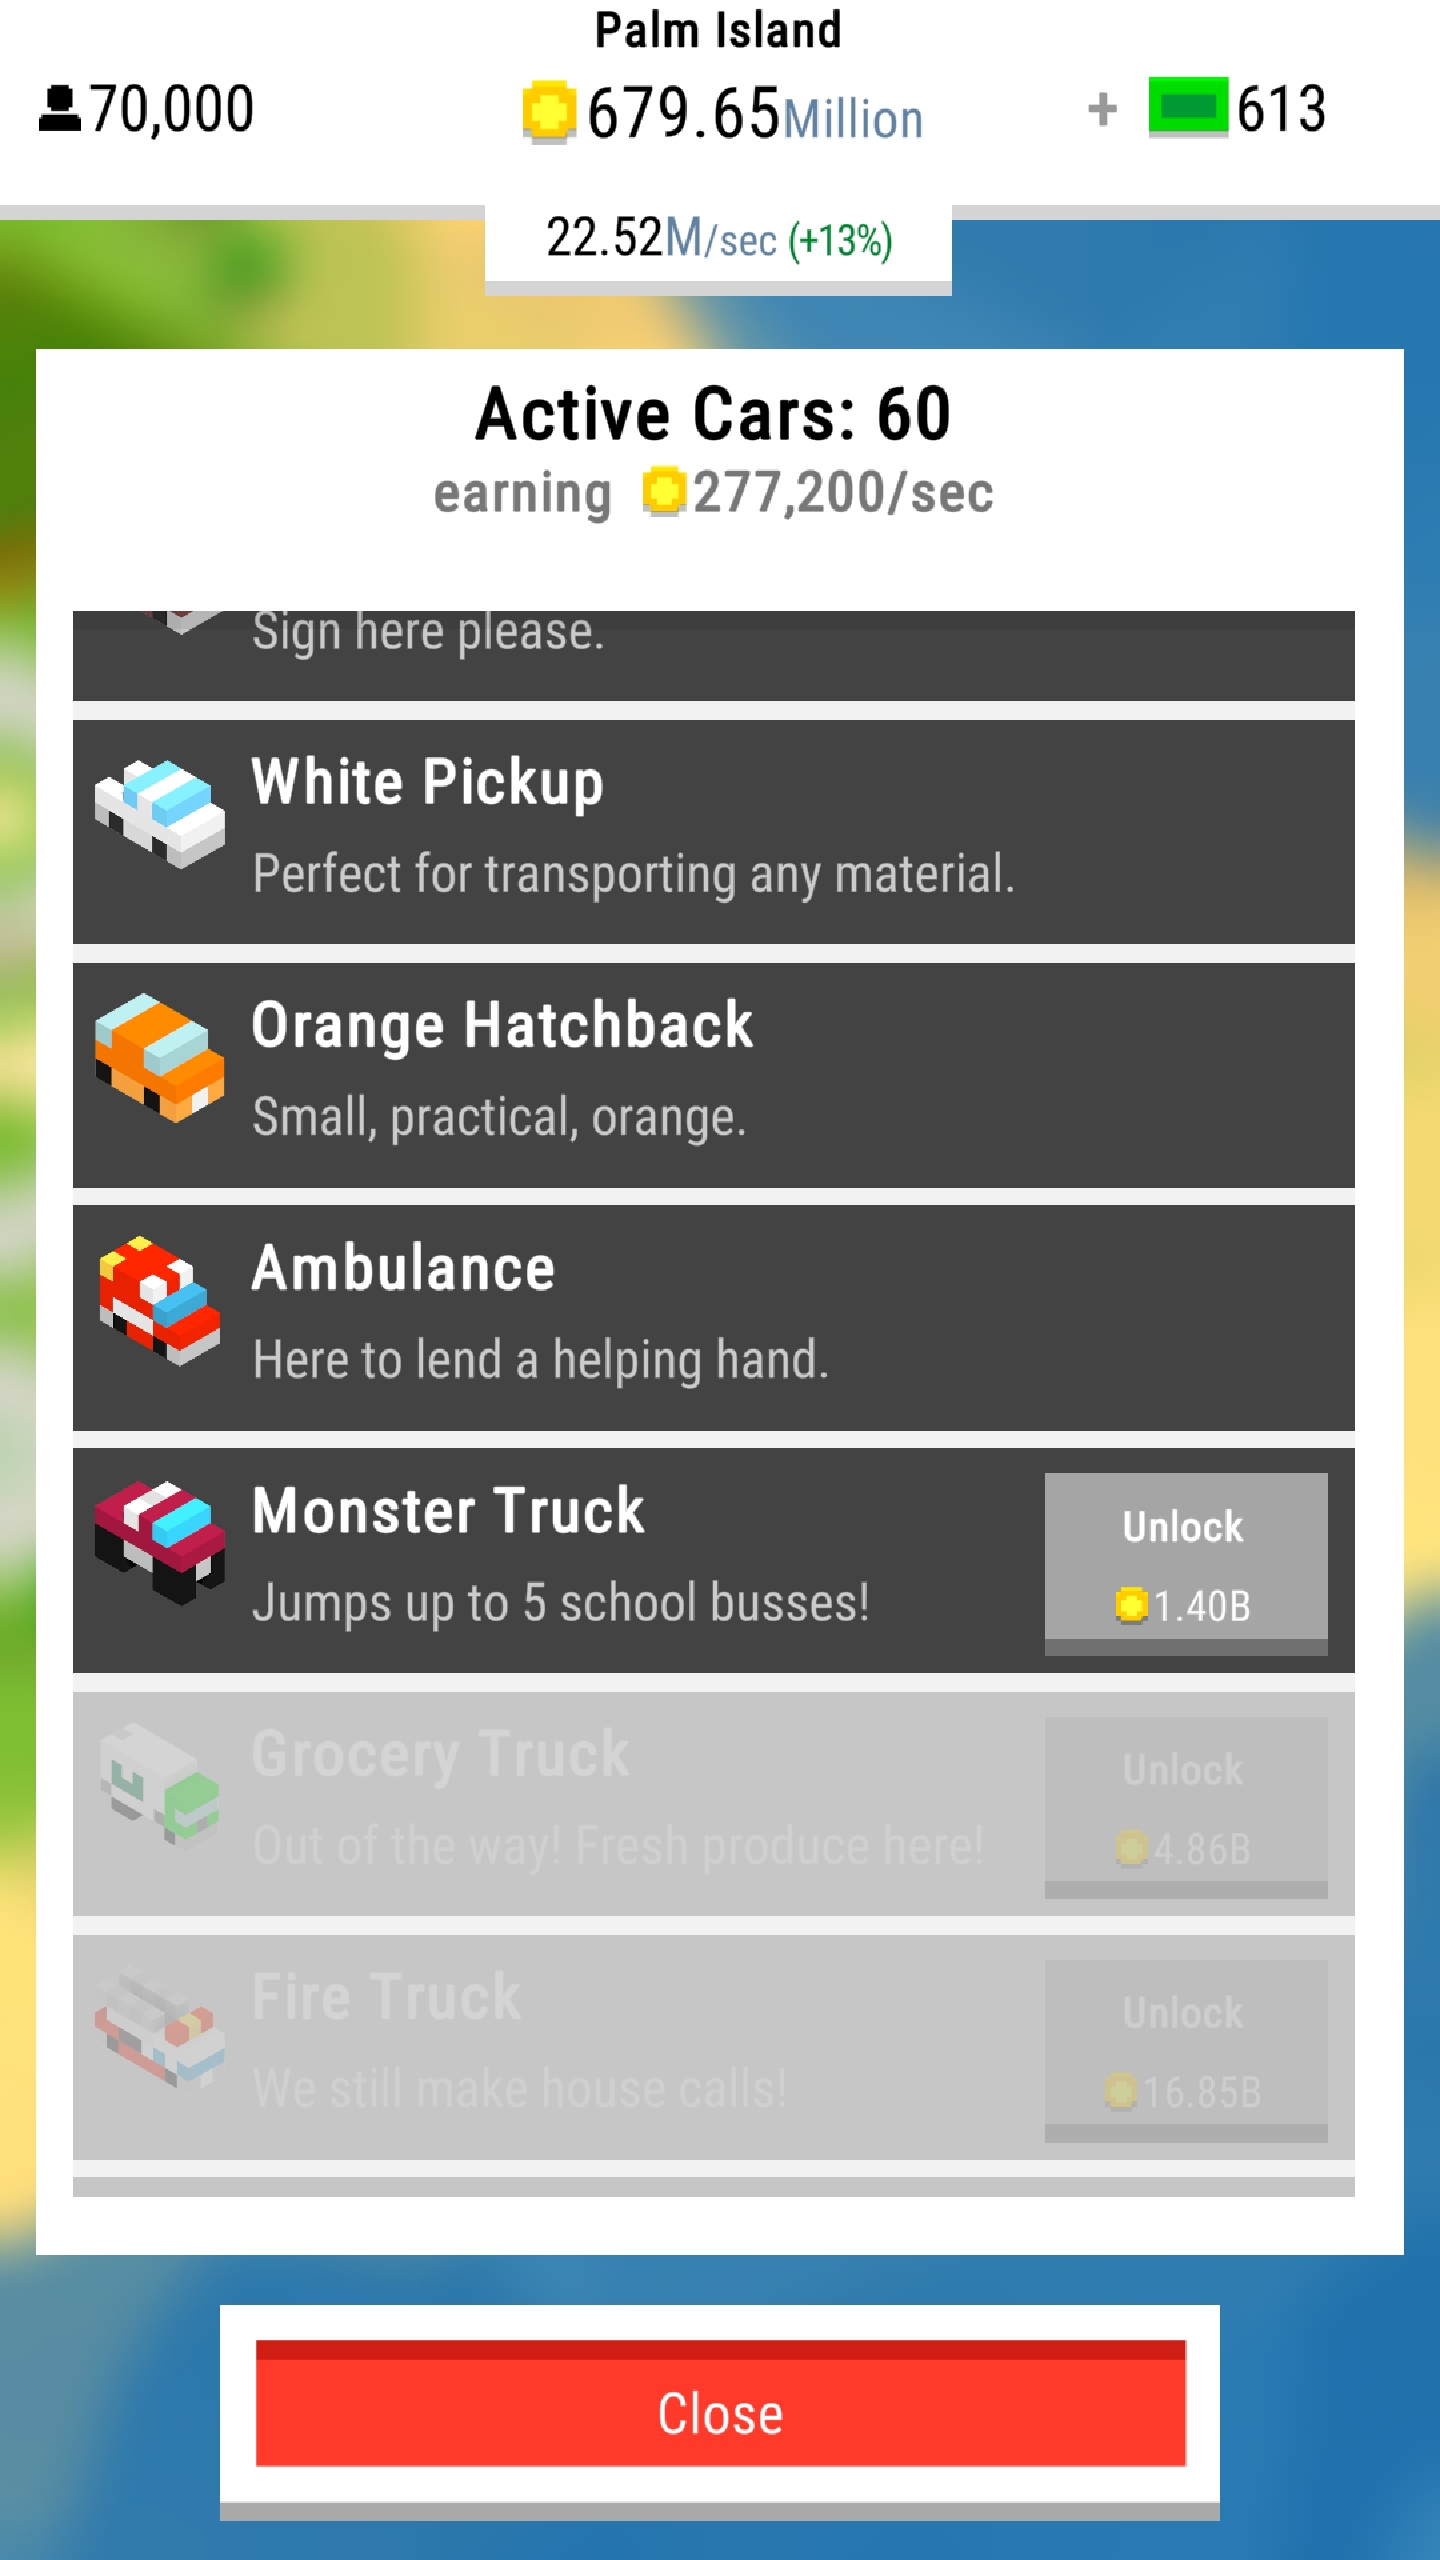 Palm Island
70,000
679.65Million
+ 613
22.52M/sec (+13%)
Active Cars: 60
earning 277,200/sec
Sign here please.
White Pickup
Perfect for transporting any material.
Orange Hatchback
Small, practical, orange.
Ambulance
Here to lend a helping hand.
Monster Truck
Jumps up to 5 school busses!
Unlock
1.40B
Grocery Truck
Out of the way! Fresh produce here!
Unlock
4.86B
Fire Truck
We still make house calls!
Unlock
16.85B
Close